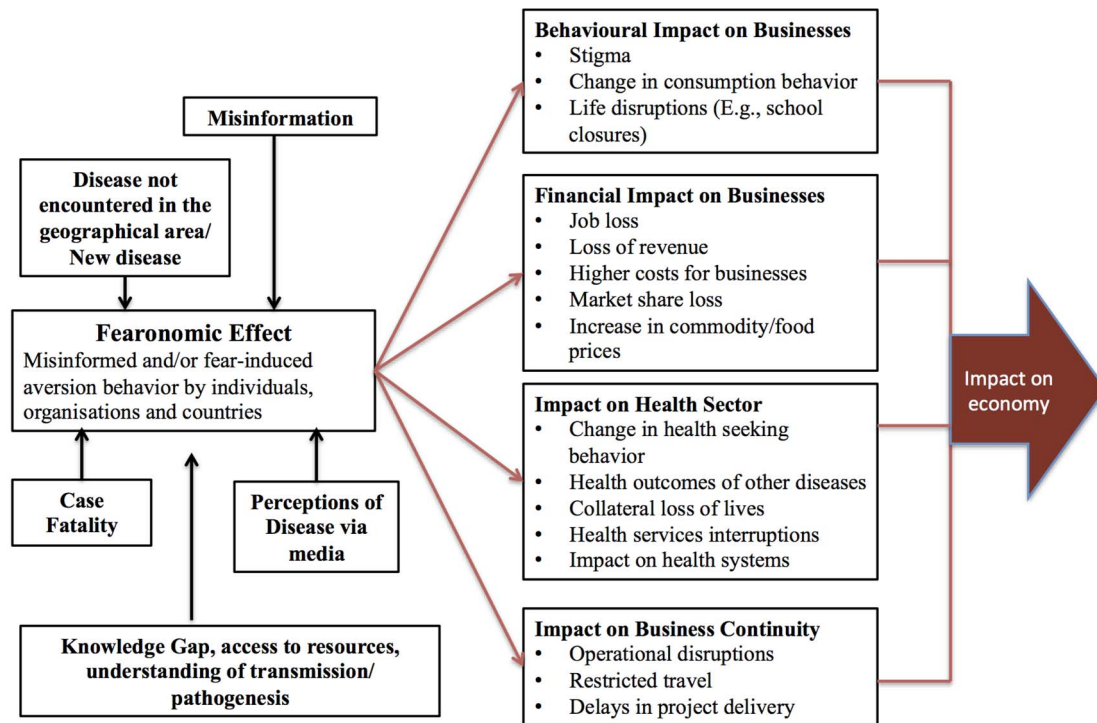 Misinformation
Disease not
encountered in the
geographical area/
New disease
Fearonomic Effect
Misinformed and/or fear-induced
aversion behavior by individuals,
organisations and countries
Case
Fatality
Perceptions of
Disease via
media
Knowledge Gap, access to resources,
understanding of transmission/
pathogenesis
Behavioural Impact on Businesses
• Stigma
• Change in consumption behavior
• Life disruptions (E.g., school
closures)
Financial Impact on Businesses
• Job loss
• Loss of revenue
• Higher costs for businesses
• Market share loss
• Increase in commodity/food
prices
Impact on Health Sector
• Change in health seeking
behavior
• Health outcomes of other diseases
• Collateral loss of lives
• Health services interruptions
• Impact on health systems
Impact on Business Continuity
• Operational disruptions
• Restricted travel
• Delays in project delivery
Impact on
economy